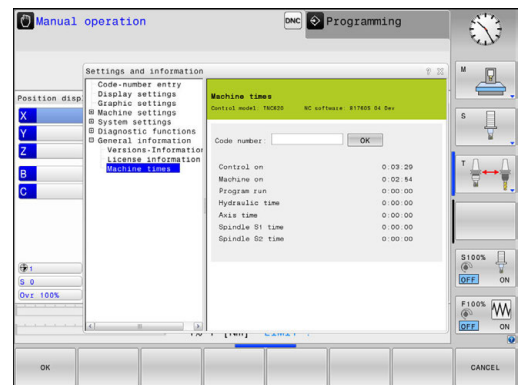 Manual operation
DNC
Programming
Settings and information
Position disp
X
Y
Z
B
C
1
S 0
Ovr 100%
Code-number entry
Display settings
Graphic settings
Machine settings
System settings
Diagnostic functions
General information
Versions-Information
License information
Machine times
Machine times
Control model: TNC620 NC software: 817605 04 Dev
Code number:
OK
Control on 0:03:29
Machine on 0:02:54
Program run 0:00:00
Hydraulic time 0:00:00
Axis time 0:00:00
Spindle S1 time 0:00:00
Spindle S2 time 0:00:00
M
S
T
S100%
OFF ON
F100%
OFF ON
OK
CANCEL